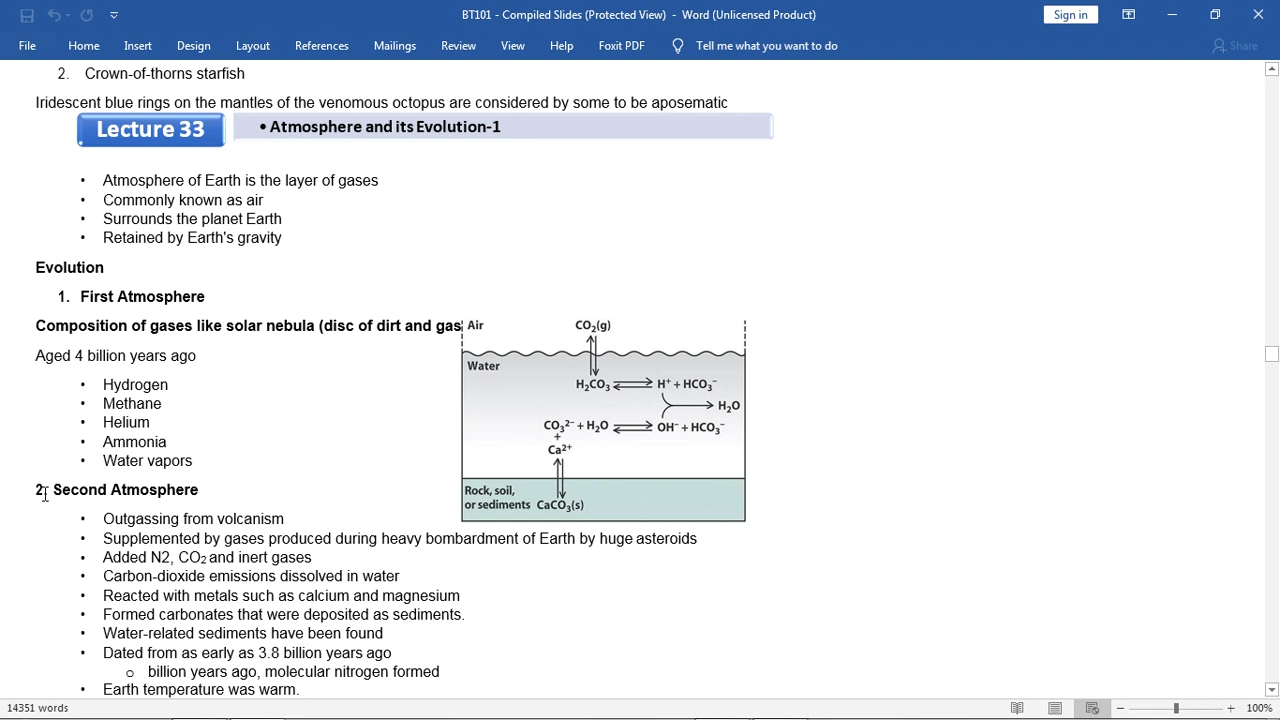 BT101 - Compiled Slides (Protected View) - Word (Unlicensed Product)
Sign in
File Home Insert Design Layout References Mailings Review View Help Foxit PDF Tell me what you want to do Share
2. Crown-of-thorns starfish
Iridescent blue rings on the mantles of the venomous octopus are considered by some to be aposematic
Lecture 33 • Atmosphere and its Evolution-1
• Atmosphere of Earth is the layer of gases
• Commonly known as air
• Surrounds the planet Earth
• Retained by Earth's gravity
Evolution
1. First Atmosphere
Composition of gases like solar nebula (disc of dirt and gas
Aged 4 billion years ago
• Hydrogen
• Methane
• Helium
• Ammonia
• Water vapors
Air CO₂(g)
Water
H₂CO₃ ⇌ H⁺ + HCO₃⁻
→ H₂O
CO₃²⁻ + H₂O ⇌ OH⁻ + HCO₃⁻
+
Ca²⁺
Rock, soil,
or sediments CaCO₃(s)
2. Second Atmosphere
• Outgassing from volcanism
• Supplemented by gases produced during heavy bombardment of Earth by huge asteroids
• Added N2, CO₂ and inert gases
• Carbon-dioxide emissions dissolved in water
• Reacted with metals such as calcium and magnesium
• Formed carbonates that were deposited as sediments.
• Water-related sediments have been found
• Dated from as early as 3.8 billion years ago
o billion years ago, molecular nitrogen formed
• Earth temperature was warm.
14351 words
100%